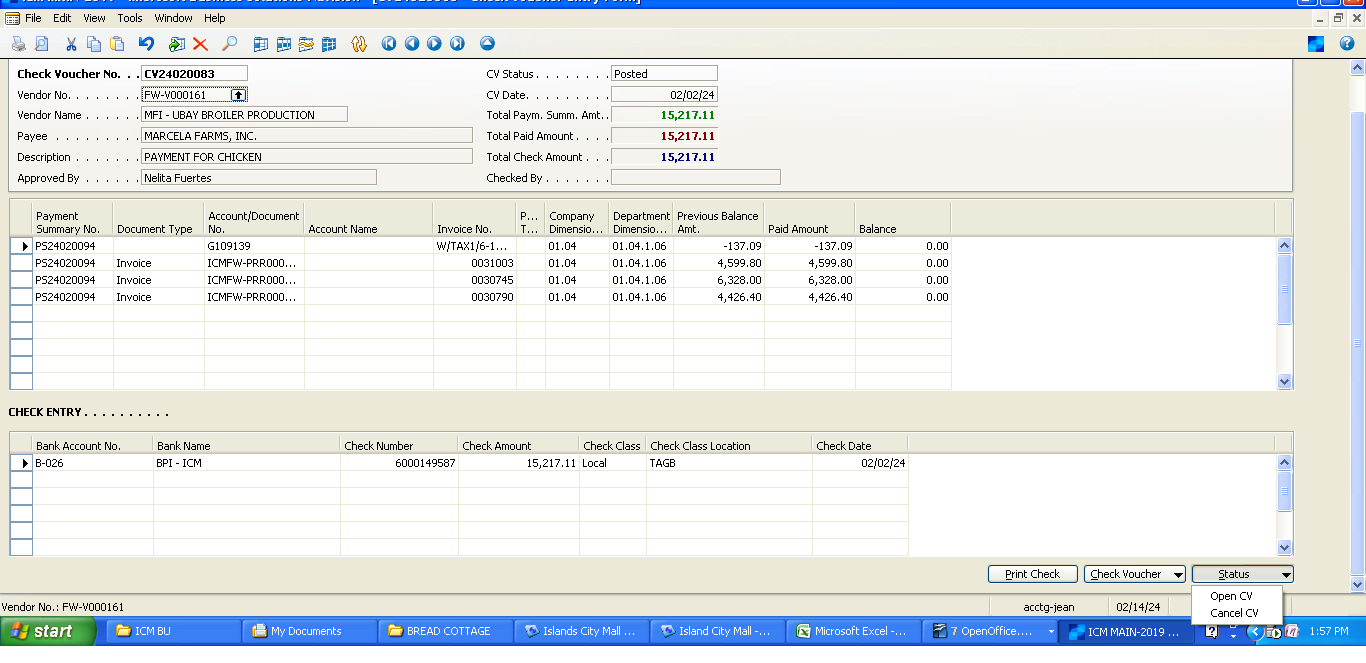 File Edit View Tools Window Help
Check Voucher No. . . CV24020083 CV Status . . . . . . . . Posted
Vendor No. . . . . . . . . FW-V000161 CV Date. . . . . . . . . 02/02/24
Vendor Name . . . . . . . MFI - UBAY BROILER PRODUCTION Total Paym. Summ. Amt. . 15,217.11
Payee . . . . . . . . . . MARCELA FARMS, INC. Total Paid Amount . . . . 15,217.11
Description . . . . . . . PAYMENT FOR CHICKEN Total Check Amount . . . 15,217.11
Approved By . . . . . . Nelita Fuertes Checked By . . . . . . .
Payment Summary No. Document Type Account/Document No. Account Name Invoice No. P... T... Company Dimensio... Department Dimensio... Previous Balance Amt. Paid Amount Balance
PS24020094 G109139 W/TAX1/6-1... 01.04 01.04.1.06 -137.09 -137.09 0.00
PS24020094 Invoice ICMFW-PRR000... 0031003 01.04 01.04.1.06 4,599.80 4,599.80 0.00
PS24020094 Invoice ICMFW-PRR000... 0030745 01.04 01.04.1.06 6,328.00 6,328.00 0.00
PS24020094 Invoice ICMFW-PRR000... 0030790 01.04 01.04.1.06 4,426.40 4,426.40 0.00
CHECK ENTRY . . . . . . . . . .
Bank Account No. Bank Name Check Number Check Amount Check Class Check Class Location Check Date
B-026 BPI - ICM 6000149587 15,217.11 Local TAGB 02/02/24
Print Check Check Voucher Status
Open CV
Cancel CV
Vendor No.: FW-V000161 acctg-jean 02/14/24
start ICM BU My Documents BREAD COTTAGE Islands City Mall ... Island City Mall -... Microsoft Excel -... 7 OpenOffice.... ICM MAIN-2019 ... 1:57 PM